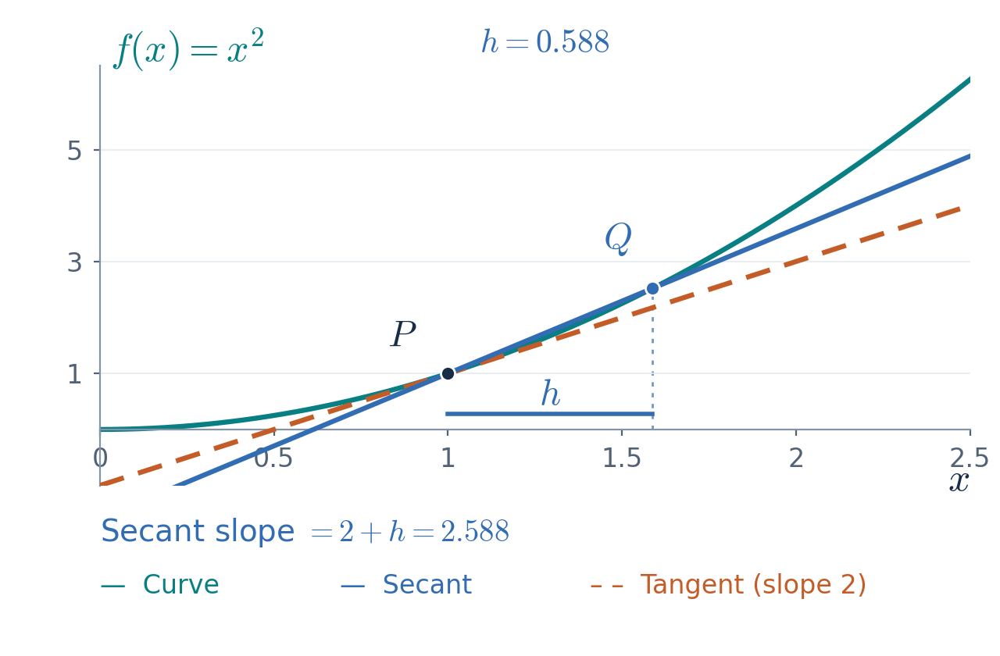 f(x) = x²
h = 0.588
5
3
Q
P
1
h
0 0.5 1 1.5 2 2.5
x
Secant slope = 2 + h = 2.588
— Curve — Secant – – Tangent (slope 2)